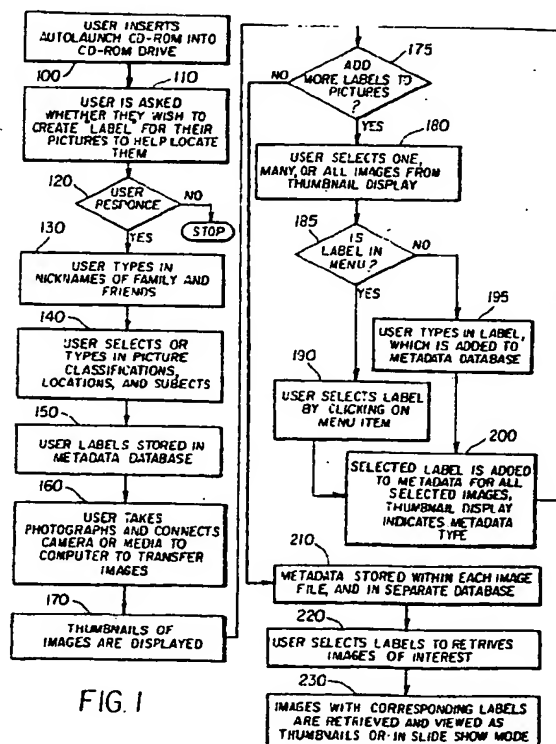 USER INSERTS
AUTOLAUNCH CD-ROM INTO
CD-ROM DRIVE
100
110
USER IS ASKED
WHETHER THEY WISH TO
CREATE "LABEL" FOR THEIR
PICTURES TO HELP LOCATE
THEM
120
USER
RESPONCE
NO
STOP
YES
130
USER TYPES IN
NICKNAMES OF FAMILY AND
FRIENDS
140
USER SELECTS OR
TYPES IN PICTURE
CLASSIFICATIONS,
LOCATIONS, AND SUBECTS
150
USER LABELS STORED IN
METADATA DATABASE
160
USER TAKES
PHOTOGRAPHS AND CONNECTS
CAMERA OR MEDIA TO
COMPUTER TO TRANSFER
IMAGES
170
THUMBNAILS OF
IMAGES ARE DISPLAYED
FIG. 1
175
NO
ADD
MORE LABELS TO
PICTURES
?
YES
180
USER SELECTS ONE,
MANY, OR ALL IMAGES FROM
THUMBNAIL DISPLAY
185
IS
LABEL IN
MENU ?
NO
YES
195
USER TYPES IN LABEL,
WHICH IS ADDED TO
METADATA DATABASE
190
USER SELECTS LABEL
BY CLICKING ON
MENU ITEM
200
SELECTED LABEL IS ADDED
TO METADATA FOR ALL
SELECTED IMAGES,
THUMBNAIL DISPLAY
INDICATES METADATA
TYPE
210
METADATA STORED WITHIN EACH IMAGE
FILE, AND IN SEPARATE DATABASE
220
USER SELECTS LABELS TO RETRIVES
IMAGES OF INTEREST
230
IMAGES WITH CORRESPONDING LABELS
ARE RETRIEVED AND VIEWED AS
THUMBNAILS OR IN SLIDE SHOW MODE